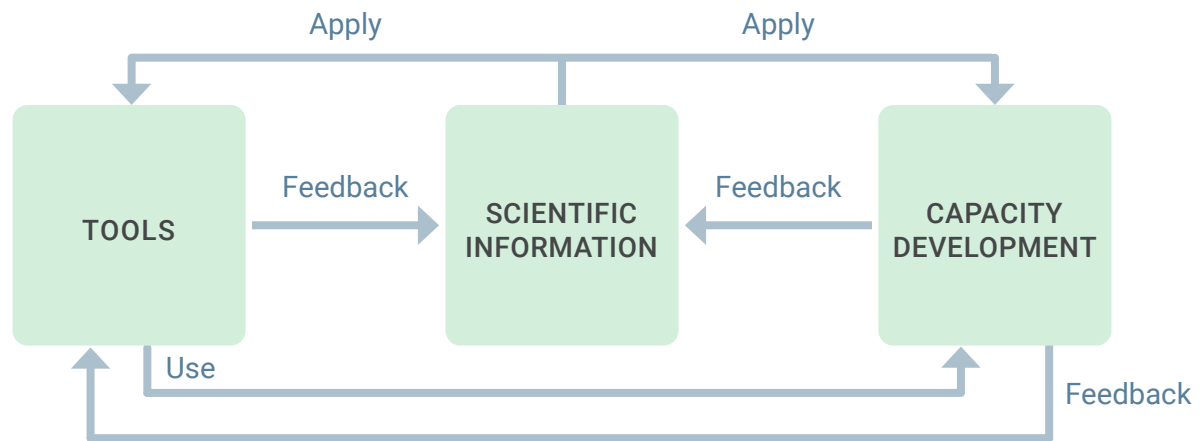 Apply
Apply
Feedback
Feedback
TOOLS
SCIENTIFIC
INFORMATION
CAPACITY
DEVELOPMENT
Use
Feedback